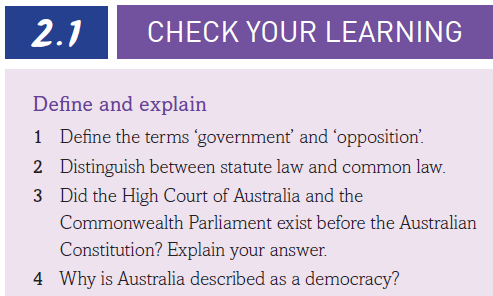 2.1 CHECK YOUR LEARNING
Define and explain
1 Define the terms ‘government’ and ‘opposition’.
2 Distinguish between statute law and common law.
3 Did the High Court of Australia and the
Commonwealth Parliament exist before the Australian
Constitution? Explain your answer.
4 Why is Australia described as a democracy?